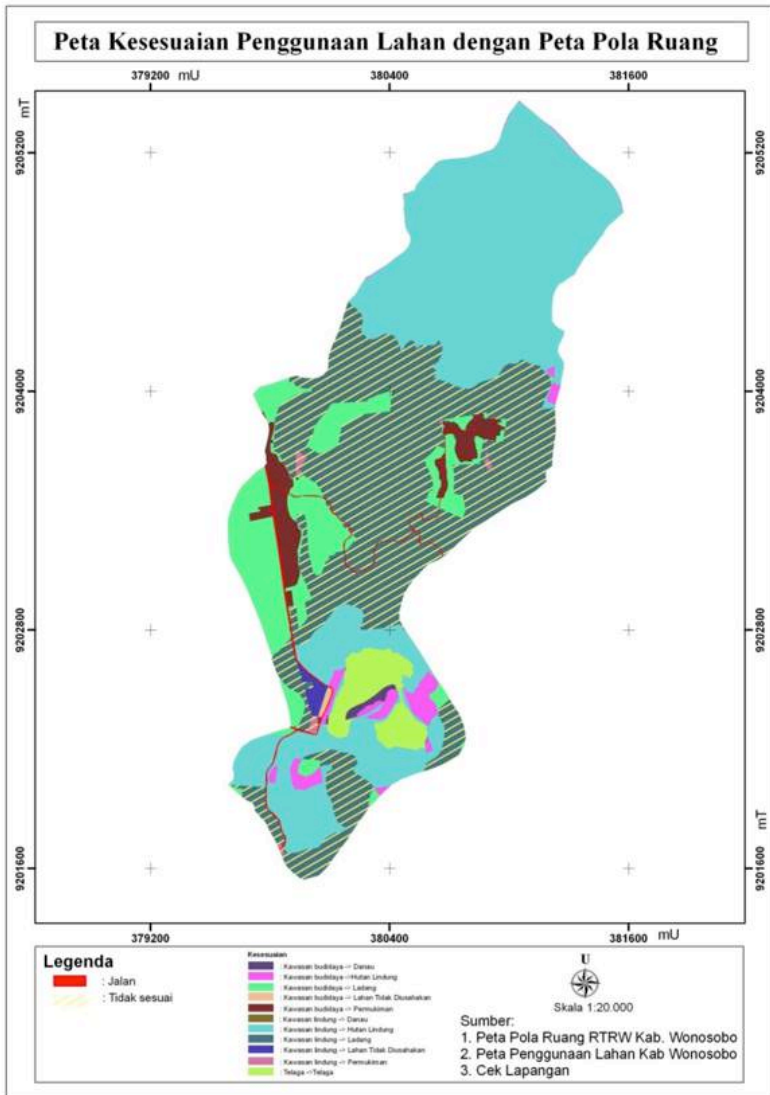 Peta Kesesuaian Penggunaan Lahan dengan Peta Pola Ruang
379200 mU 380400 381600
mT
9205200 9205200
9204000 9204000
9202800 9202800
9201600 9201600
mT
379200 380400 381600 mU
Legenda
: Jalan
: Tidak sesuai
Kesesuaian
: Kawasan budidaya -> Danau
: Kawasan budidaya ->Hutan Lindung
: Kawasan budidaya -> Ladang
: Kawasan budidaya -> Lahan Tidak Diusahakan
: Kawasan budidaya -> Permukiman
: Kawasan lindung -> Danau
: Kawasan lindung -> Hutan Lindung
: Kawasan lindung -> Ladang
: Kawasan lindung -> Lahan Tidak Diusahakan
: Kawasan lindung -> Permukiman
: Telaga ->Telaga
U
Skala 1:20.000
Sumber:
1. Peta Pola Ruang RTRW Kab. Wonosobo
2. Peta Penggunaan Lahan Kab Wonosobo
3. Cek Lapangan